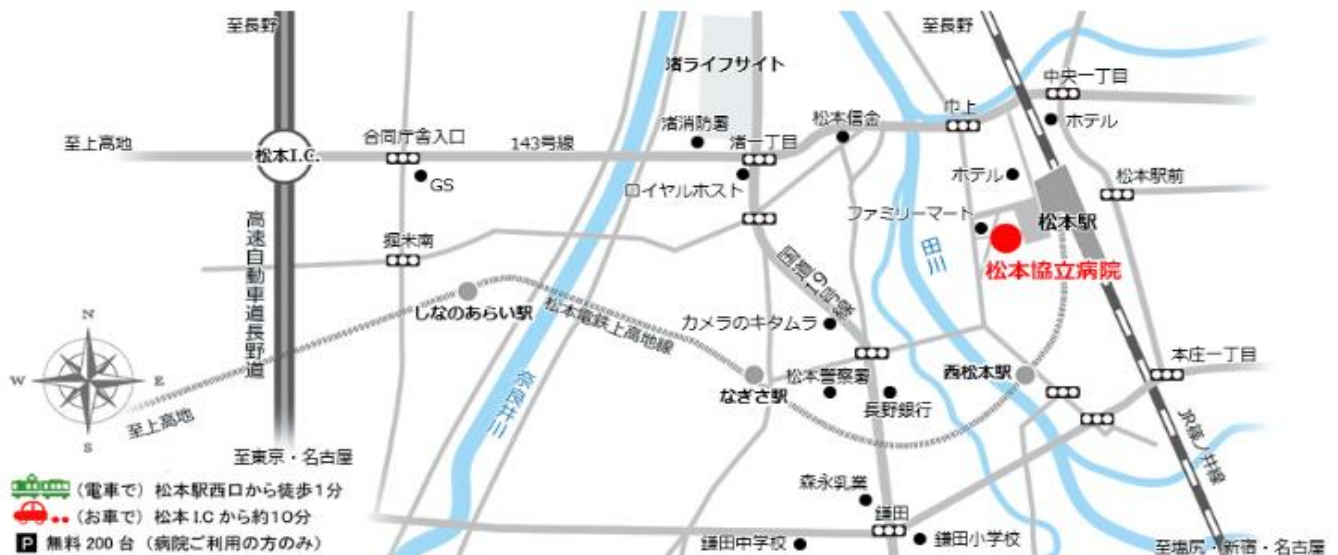 至長野
至長野
渚ライフサイト
中央一丁目
ホテル
巾上
松本信金
渚消防署
渚一丁目
143号線
合同庁舎入口
至上高地
松本I.C.
GS
ロイヤルホスト
ホテル
松本駅前
ファミリーマート
松本駅
松本協立病院
田川
国道19号線
堀米南
高速自動車道長野道
しなのあらい駅
松本電鉄上高地線
カメラのキタムラ
奈良井川
なぎさ駅
松本警察署
長野銀行
西松本駅
本庄一丁目
JR篠ノ井線
N
W
E
S
至上高地
至東京・名古屋
森永乳業
鎌田
鎌田中学校
鎌田小学校
至塩尻・新宿・名古屋
(電車で) 松本駅西口から徒歩1分
(お車で) 松本I.Cから約10分
P 無料200台 (病院ご利用の方のみ)